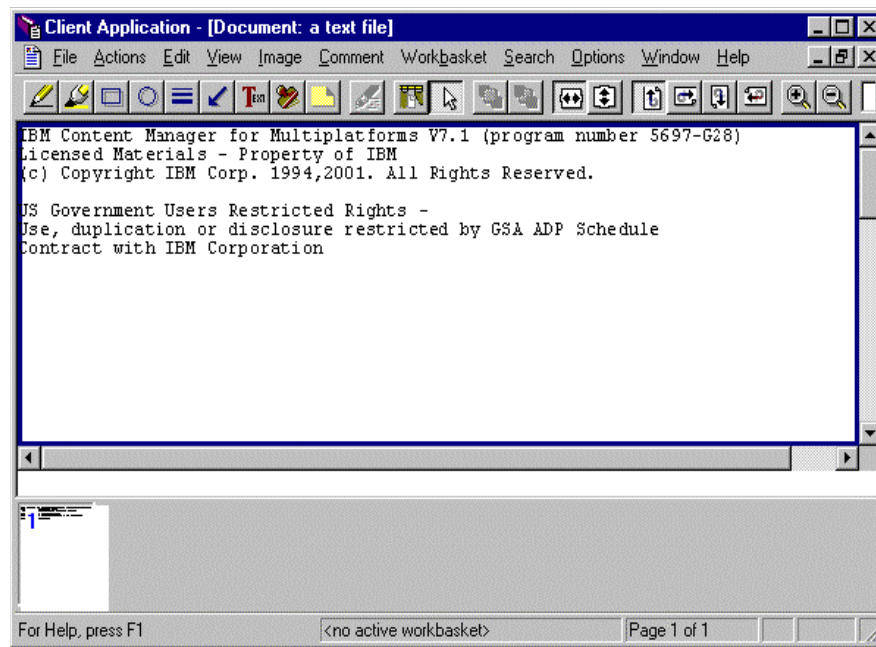 Client Application - [Document: a text file]
File Actions Edit View Image Comment Workbasket Search Options Window Help
Text
IBM Content Manager for Multiplatforms V7.1 (program number 5697-G28)
Licensed Materials - Property of IBM
(c) Copyright IBM Corp. 1994,2001. All Rights Reserved.
US Government Users Restricted Rights -
Use, duplication or disclosure restricted by GSA ADP Schedule
Contract with IBM Corporation
1
For Help, press F1 <no active workbasket> Page 1 of 1